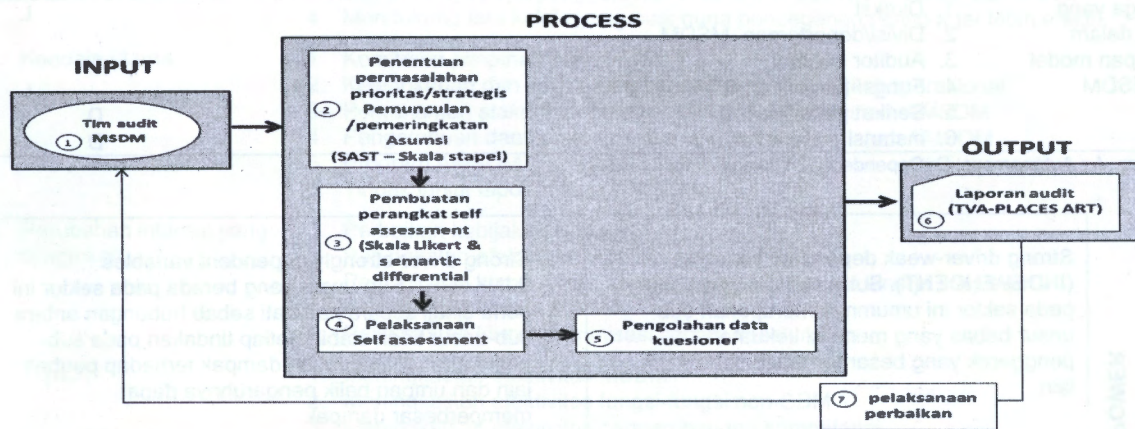 PROCESS
INPUT
1 Tim audit
MSDM
Penentuan
permasalahan
prioritas/strategis
2 Pemunculan
/pemeringkatan
Asumsi
(SAST – Skala stapel)
Pembuatan
perangkat self
assessment
3 (Skala Likert &
semantic
differential
4 Pelaksanaan
Self assessment
5 Pengolahan data
kuesioner
OUTPUT
Laporan audit
6 (TVA-PLACES ART)
7 pelaksanaan
perbaikan